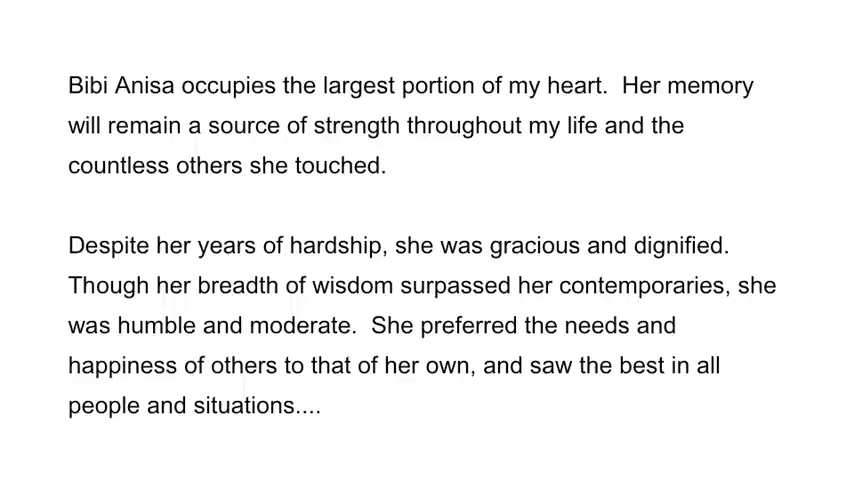 Bibi Anisa occupies the largest portion of my heart.  Her memory
will remain a source of strength throughout my life and the
countless others she touched.
Despite her years of hardship, she was gracious and dignified.
Though her breadth of wisdom surpassed her contemporaries, she
was humble and moderate.  She preferred the needs and
happiness of others to that of her own, and saw the best in all
people and situations....